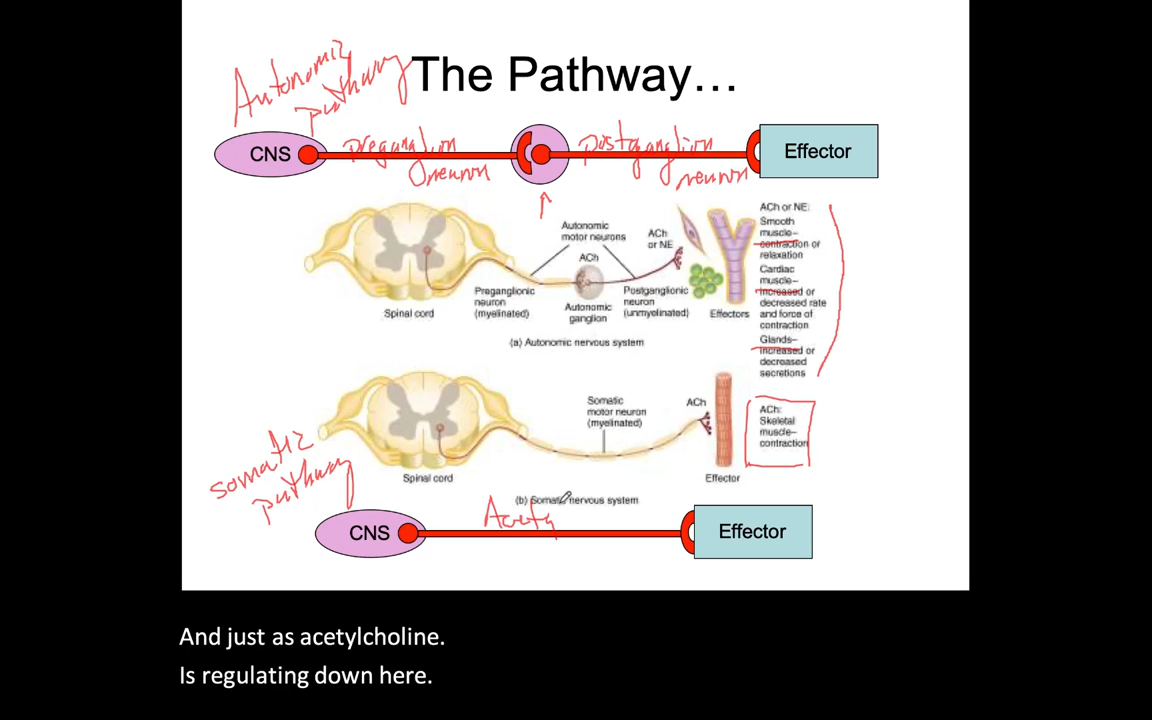 The Pathway...
Autonomic
pathway
CNS
preganglion
neuron
postganglion
neuron
Effector
Autonomic
motor neurons
ACh
ACh
or NE
Preganglionic
neuron
(myelinated)
Autonomic
ganglion
Postganglionic
neuron
(unmyelinated)
Spinal cord
Effectors
ACh or NE:
Smooth
muscle–
contraction or
relaxation
Cardiac
muscle–
increased or
decreased rate
and force of
contraction
Glands–
increased or
decreased
secretions
(a) Autonomic nervous system
Somatic
motor neuron
(myelinated)
ACh
ACh:
Skeletal
muscle–
contraction
Spinal cord
Effector
(b) Somatic nervous system
somatic
pathway
Acety
CNS
Effector
And just as acetylcholine.
Is regulating down here.